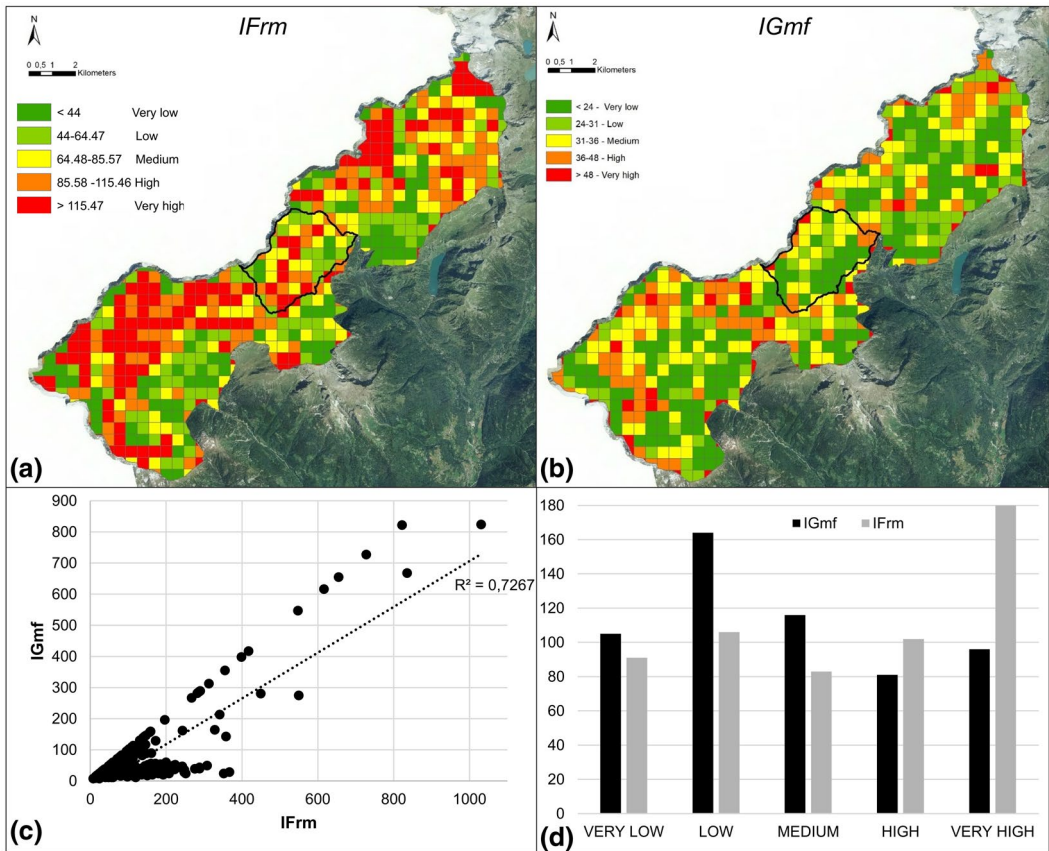 N
IFrm
0 0,5 1 2
Kilometers
< 44 Very low
44-64.47 Low
64.48-85.57 Medium
85.58 -115.46 High
> 115.47 Very high
(a)
N
IGmf
0 0,5 1 2
Kilometers
< 24 - Very low
24-31 - Low
31-36 - Medium
36-48 - High
> 48 - Very high
(b)
900
800
700
600
500
400
300
200
100
0
IGmf
R² = 0,7267
0 200 400 600 800 1000
IFrm
(c)
180
160
140
120
100
80
60
40
20
0
IGmf IFrm
VERY LOW LOW MEDIUM HIGH VERY HIGH
(d)